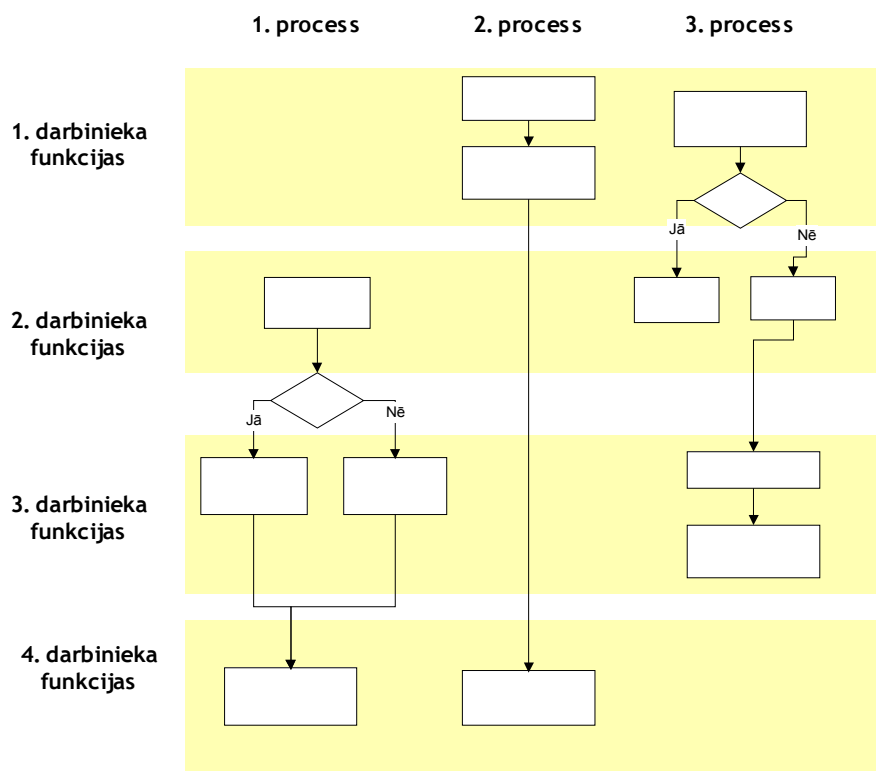 1. process 2. process 3. process
1. darbinieka
funkcijas
Jā
Nē
2. darbinieka
funkcijas
Jā
Nē
3. darbinieka
funkcijas
4. darbinieka
funkcijas